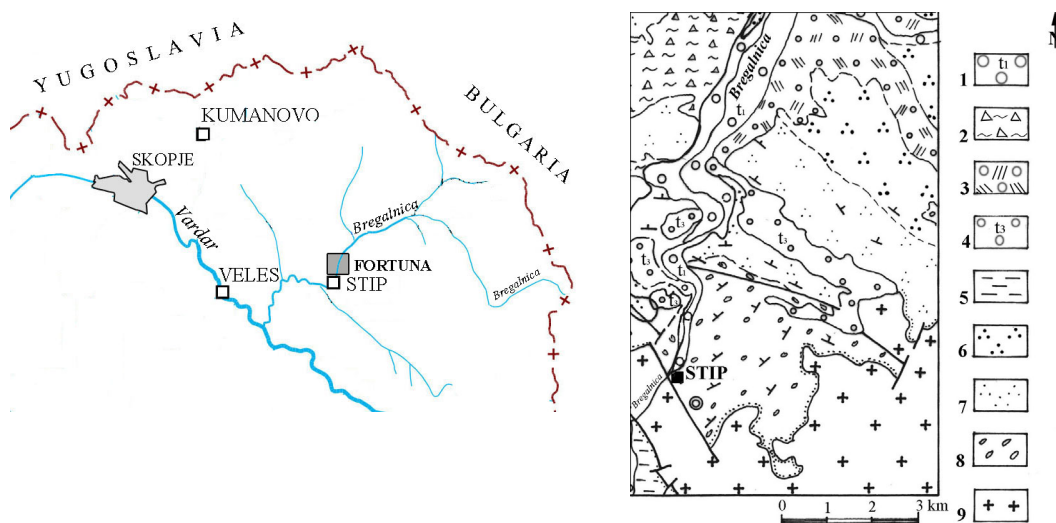 YUGOSLAVIA
BULGARIA
KUMANOVO
SKOPJE
Vardar
Bregalnica
FORTUNA
VELES
STIP
Bregalnica
N
Bregalnica
t₁
t₃
t₃
t₃
t₁
t₃
STIP
Bregalnica
1 t₁
2
3
4 t₃
5
6
7
8
9
0 1 2 3 km